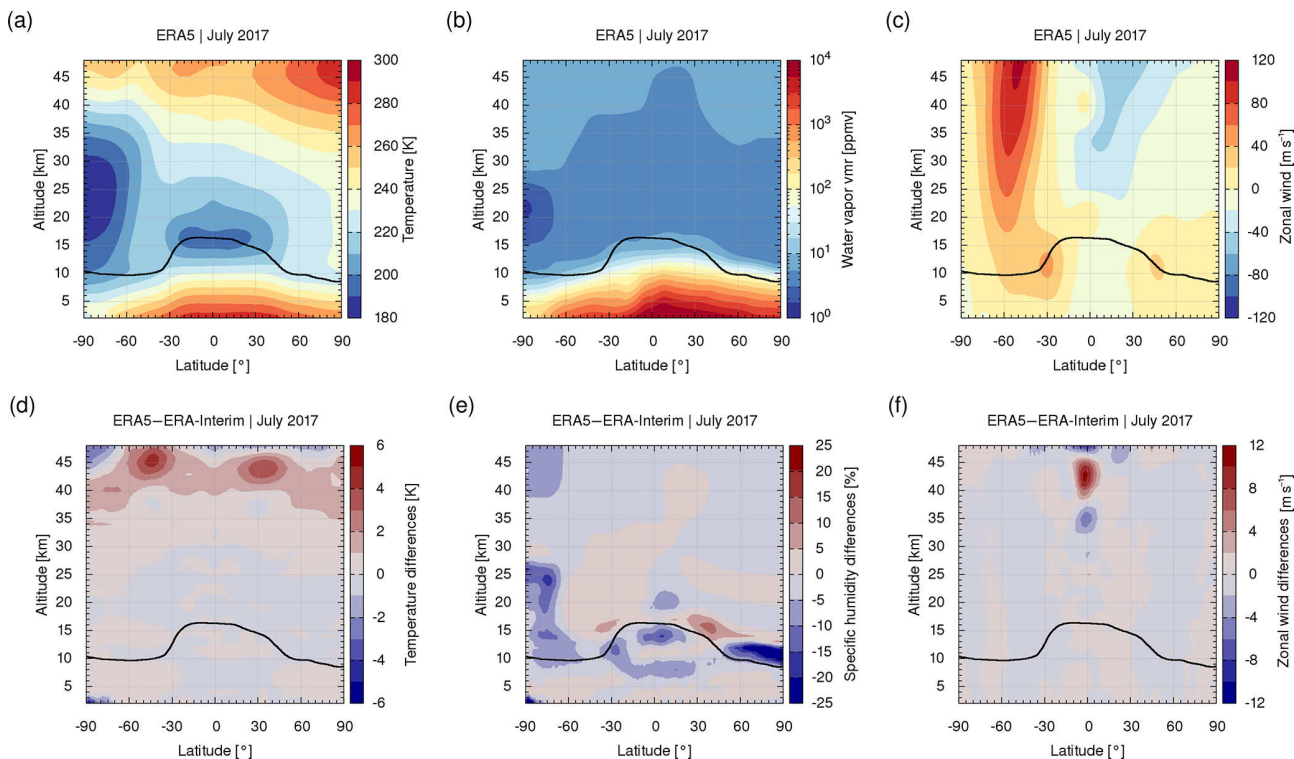 (a)
ERA5 | July 2017
45
40
35
30
25
20
15
10
5
-90 -60 -30 0 30 60 90
Altitude [km]
Latitude [°]
300
280
260
240
220
200
180
Temperature [K]
(b)
ERA5 | July 2017
45
40
35
30
25
20
15
10
5
-90 -60 -30 0 30 60 90
Altitude [km]
Latitude [°]
10⁴
10³
10²
10¹
10⁰
Water vapor vmr [ppmv]
(c)
ERA5 | July 2017
45
40
35
30
25
20
15
10
5
-90 -60 -30 0 30 60 90
Altitude [km]
Latitude [°]
120
80
40
0
-40
-80
-120
Zonal wind [m s⁻¹]
(d)
ERA5−ERA-Interim | July 2017
45
40
35
30
25
20
15
10
5
-90 -60 -30 0 30 60 90
Altitude [km]
Latitude [°]
6
4
2
0
-2
-4
-6
Temperature differences [K]
(e)
ERA5−ERA-Interim | July 2017
45
40
35
30
25
20
15
10
5
-90 -60 -30 0 30 60 90
Altitude [km]
Latitude [°]
25
20
15
10
5
0
-5
-10
-15
-20
-25
Specific humidity differences [%]
(f)
ERA5−ERA-Interim | July 2017
45
40
35
30
25
20
15
10
5
-90 -60 -30 0 30 60 90
Altitude [km]
Latitude [°]
12
8
4
0
-4
-8
-12
Zonal wind differences [m s⁻¹]